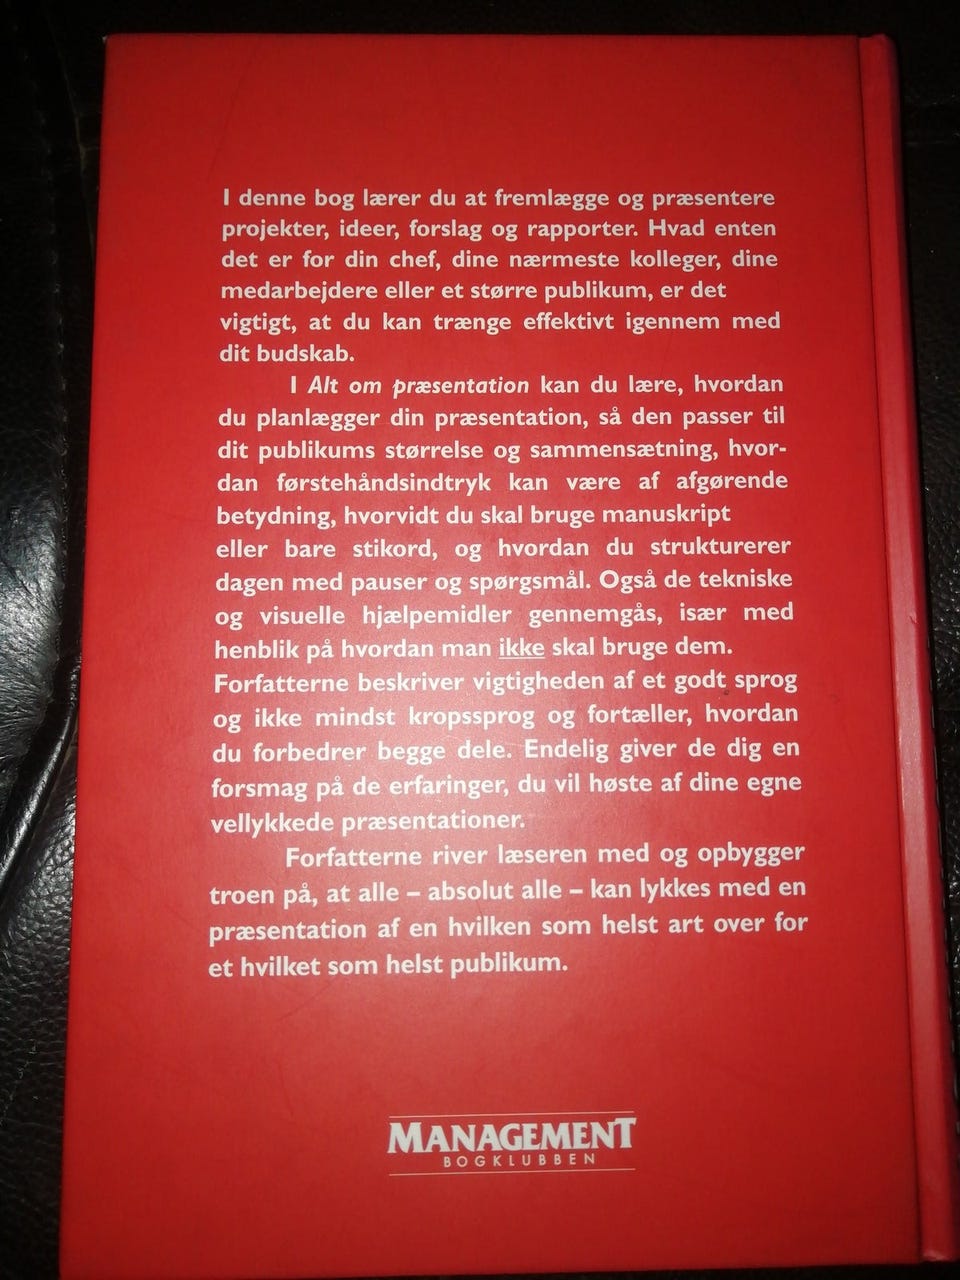 I denne bog lærer du at fremlægge og præsentere
projekter, ideer, forslag og rapporter. Hvad enten
det er for din chef, dine nærmeste kolleger, dine
medarbejdere eller et større publikum, er det
vigtigt, at du kan trænge effektivt igennem med
dit budskab.
I Alt om præsentation kan du lære, hvordan
du planlægger din præsentation, så den passer til
dit publikums størrelse og sammensætning, hvor-
dan førstehåndsindtryk kan være af afgørende
betydning, hvorvidt du skal bruge manuskript
eller bare stikord, og hvordan du strukturerer
dagen med pauser og spørgsmål. Også de tekniske
og visuelle hjælpemidler gennemgås, især med
henblik på hvordan man ikke skal bruge dem.
Forfatterne beskriver vigtigheden af et godt sprog
og ikke mindst kropssprog og fortæller, hvordan
du forbedrer begge dele. Endelig giver de dig en
forsmag på de erfaringer, du vil høste af dine egne
vellykkede præsentationer.
Forfatterne river læseren med og opbygger
troen på, at alle – absolut alle – kan lykkes med en
præsentation af en hvilken som helst art over for
et hvilket som helst publikum.
MANAGEMENT
BOGKLUBBEN